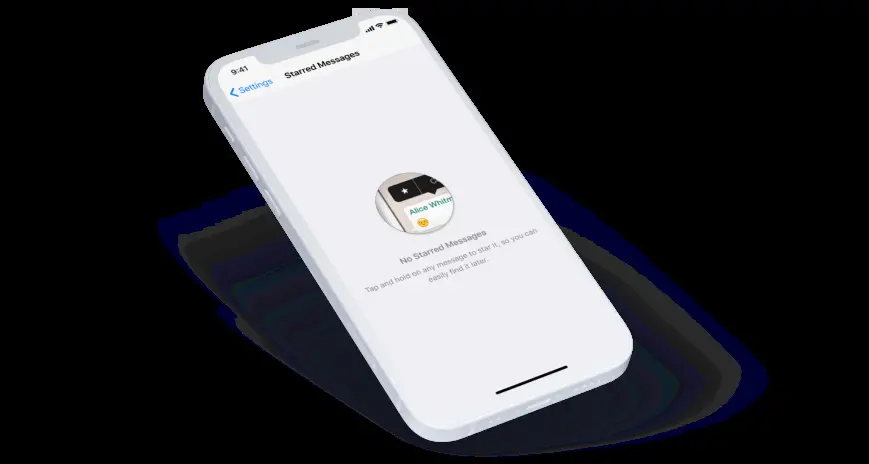 9:41
Settings
Starred Messages
Alice Whitm
No Starred Messages
Tap and hold on any message to star it, so you can
easily find it later.